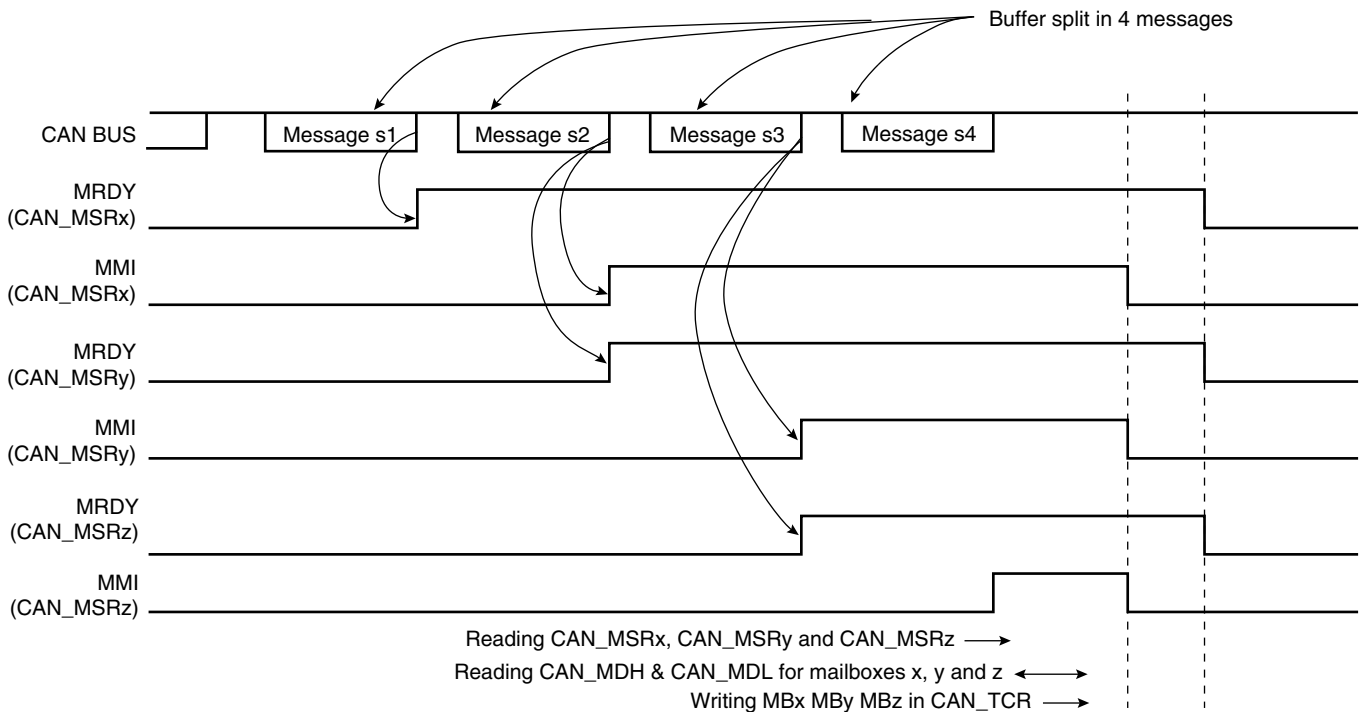 Buffer split in 4 messages
CAN BUS
Message s1
Message s2
Message s3
Message s4
MRDY
(CAN_MSRx)
MMI
(CAN_MSRx)
MRDY
(CAN_MSRy)
MMI
(CAN_MSRy)
MRDY
(CAN_MSRz)
MMI
(CAN_MSRz)
Reading CAN_MSRx, CAN_MSRy and CAN_MSRz
Reading CAN_MDH & CAN_MDL for mailboxes x, y and z
Writing MBx MBy MBz in CAN_TCR